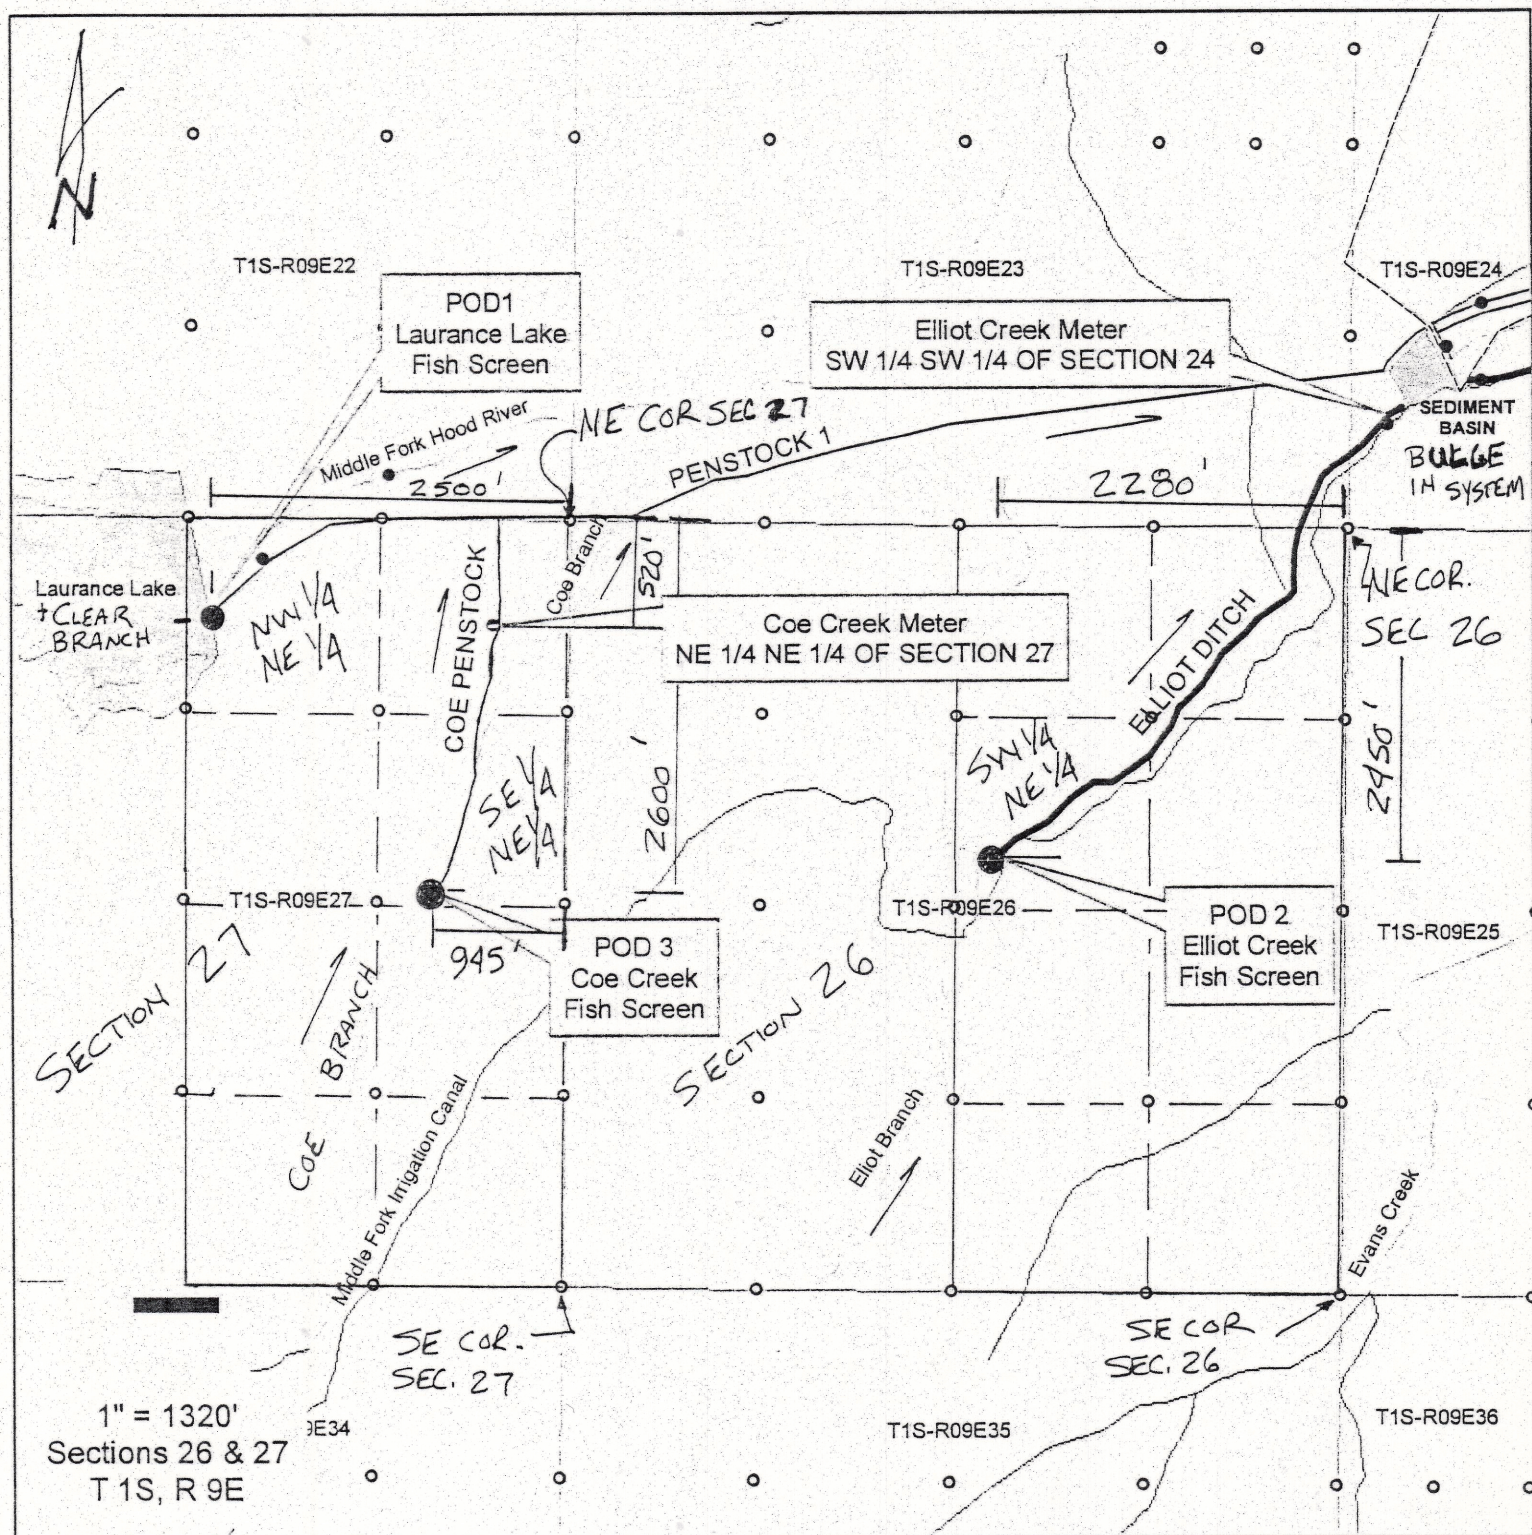 N
T1S-R09E22
T1S-R09E23
T1S-R09E24
POD1
Laurance Lake
Fish Screen
Elliot Creek Meter
SW 1/4 SW 1/4 OF SECTION 24
SEDIMENT
BASIN
BULGE
IN SYSTEM
Middle Fork Hood River
NE COR SEC 27
PENSTOCK 1
2500'
2280'
Laurance Lake
+ CLEAR
BRANCH
NW 1/4
NE 1/4
COE PENSTOCK
Coe Branch
520'
Coe Creek Meter
NE 1/4 NE 1/4 OF SECTION 27
ELLIOT DITCH
NE COR.
SEC 26
SE 1/4
NE 1/4
2600'
SW 1/4
NE 1/4
2450'
T1S-R09E27
T1S-R09E26
T1S-R09E25
945'
POD 3
Coe Creek
Fish Screen
POD 2
Elliot Creek
Fish Screen
SECTION 27
COE BRANCH
SECTION 26
Middle Fork Irrigation Canal
Eliot Branch
Evans Creek
SE COR.
SEC. 27
SE COR
SEC. 26
1" = 1320'
Sections 26 & 27
T 1S, R 9E
9E34
T1S-R09E35
T1S-R09E36